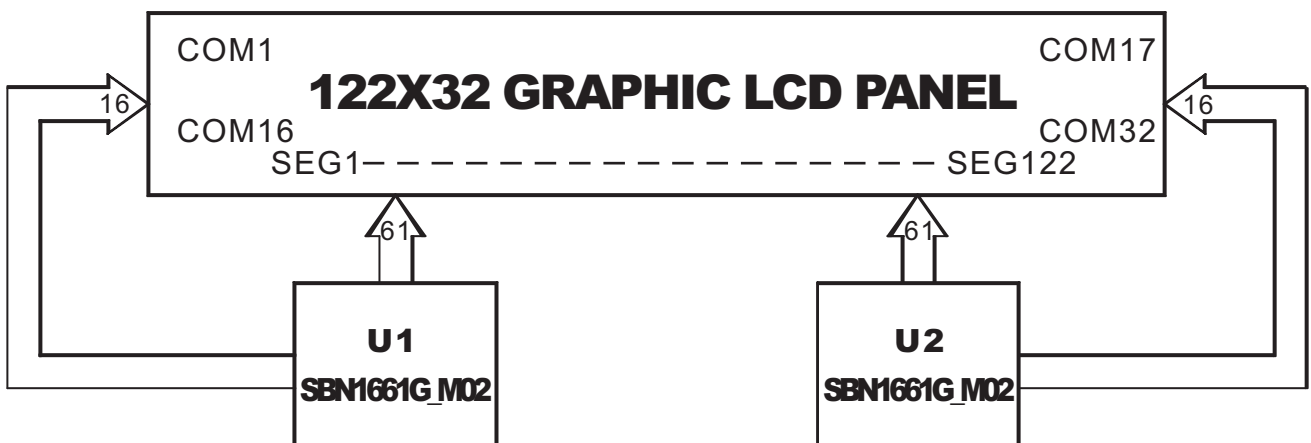 COM1
COM17
122X32 GRAPHIC LCD PANEL
16
16
COM16
COM32
SEG1
SEG122
61
61
U1
U2
SBN1661G_M02
SBN1661G_M02